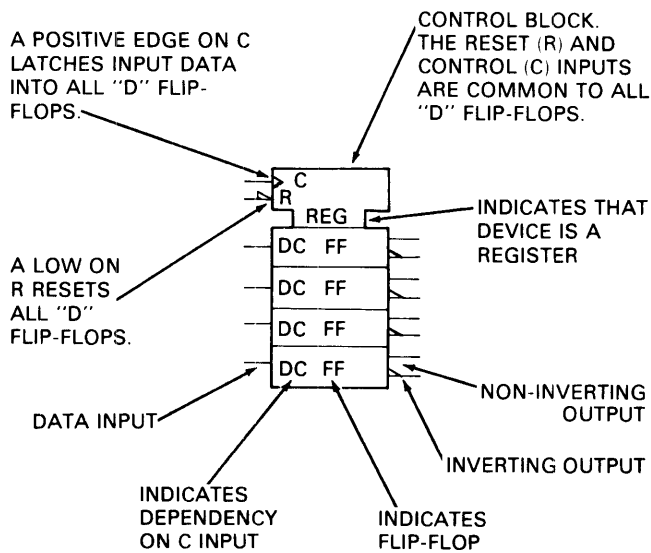 A POSITIVE EDGE ON C
LATCHES INPUT DATA
INTO ALL "D" FLIP-
FLOPS.
CONTROL BLOCK.
THE RESET (R) AND
CONTROL (C) INPUTS
ARE COMMON TO ALL
"D" FLIP-FLOPS.
C
R
REG
INDICATES THAT
DEVICE IS A
REGISTER
DC FF
DC FF
DC FF
DC FF
A LOW ON
R RESETS
ALL "D"
FLIP-FLOPS.
DATA INPUT
NON-INVERTING
OUTPUT
INVERTING OUTPUT
INDICATES
DEPENDENCY
ON C INPUT
INDICATES
FLIP-FLOP